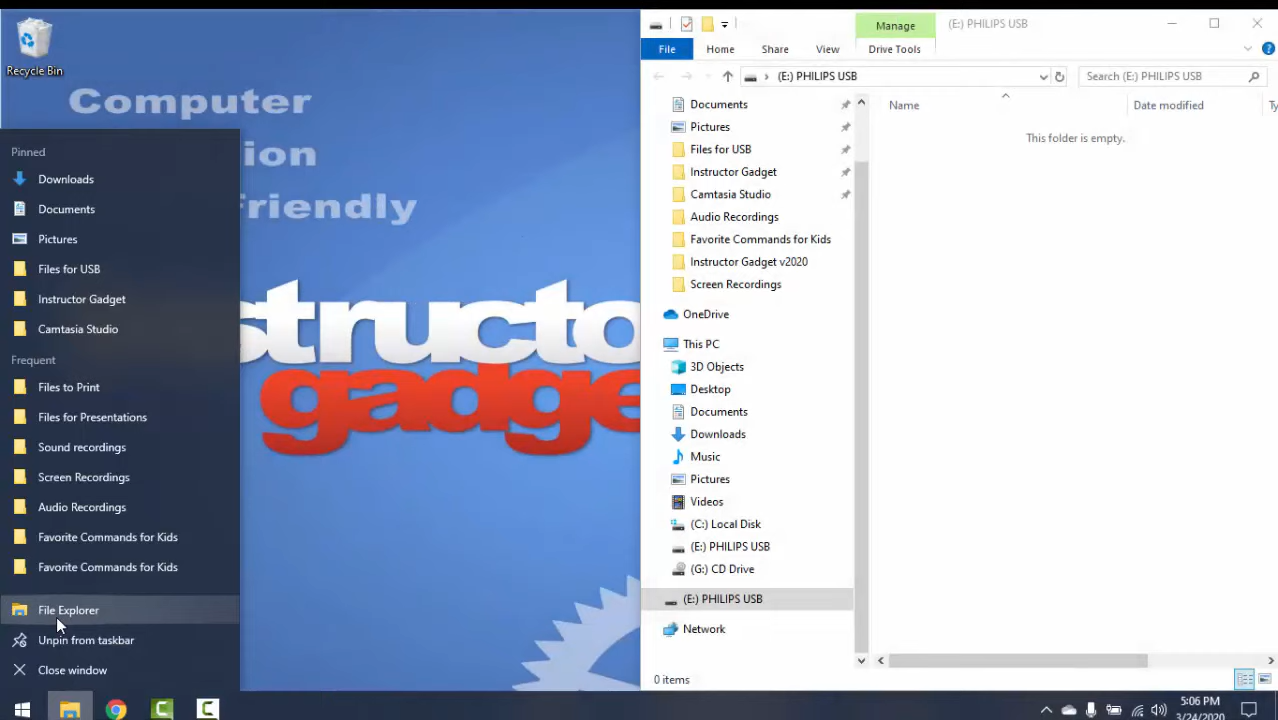 Recycle Bin
Computer
ion
riendly
structo
gadge
Pinned
Downloads
Documents
Pictures
Files for USB
Instructor Gadget
Camtasia Studio
Frequent
Files to Print
Files for Presentations
Sound recordings
Screen Recordings
Audio Recordings
Favorite Commands for Kids
Favorite Commands for Kids
File Explorer
Unpin from taskbar
Close window
Manage
(E:) PHILIPS USB
File
Home
Share
View
Drive Tools
(E:) PHILIPS USB
Search (E:) PHILIPS USB
Documents
Pictures
Files for USB
Instructor Gadget
Camtasia Studio
Audio Recordings
Favorite Commands for Kids
Instructor Gadget v2020
Screen Recordings
OneDrive
This PC
3D Objects
Desktop
Documents
Downloads
Music
Pictures
Videos
(C:) Local Disk
(E:) PHILIPS USB
(G:) CD Drive
(E:) PHILIPS USB
Network
Name
Date modified
Ty
This folder is empty.
0 items
5:06 PM
3/24/2020